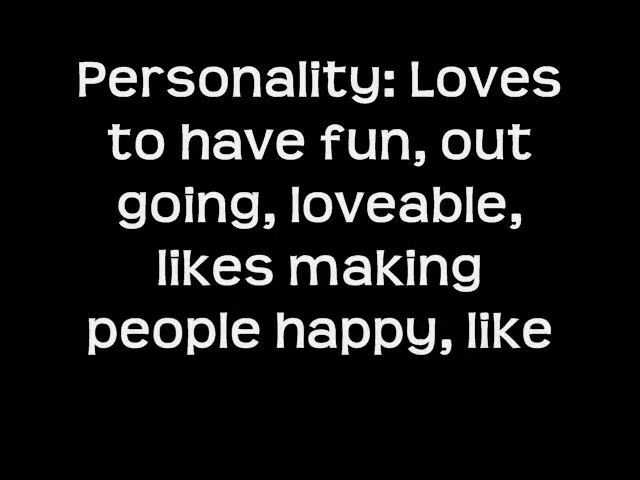 Personality: Loves
to have fun, out
going, loveable,
likes making
people happy, like